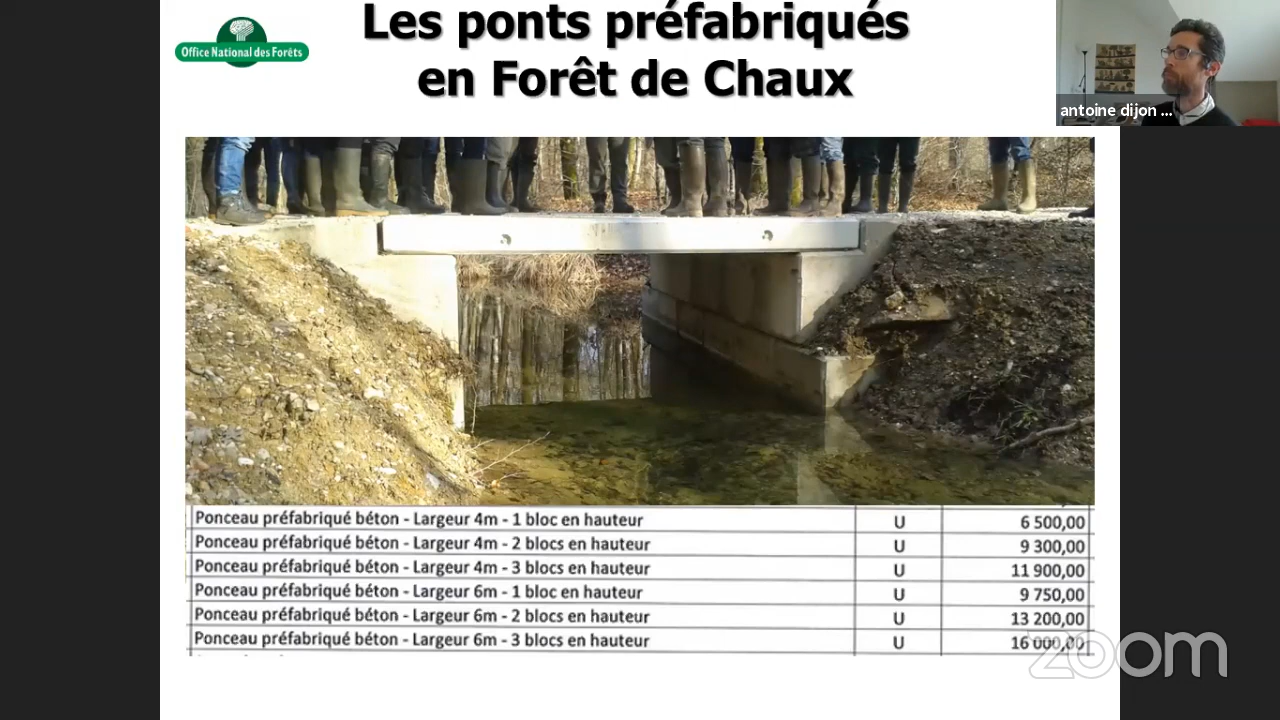 Les ponts préfabriqués
en Forêt de Chaux
Office National des Forêts
antoine dijon ...
Ponceau préfabriqué béton - Largeur 4m - 1 bloc en hauteur U 6 500,00
Ponceau préfabriqué béton - Largeur 4m - 2 blocs en hauteur U 9 300,00
Ponceau préfabriqué béton - Largeur 4m - 3 blocs en hauteur U 11 900,00
Ponceau préfabriqué béton - Largeur 6m - 1 bloc en hauteur U 9 750,00
Ponceau préfabriqué béton - Largeur 6m - 2 blocs en hauteur U 13 200,00
Ponceau préfabriqué béton - Largeur 6m - 3 blocs en hauteur U 16 000,00
zoom